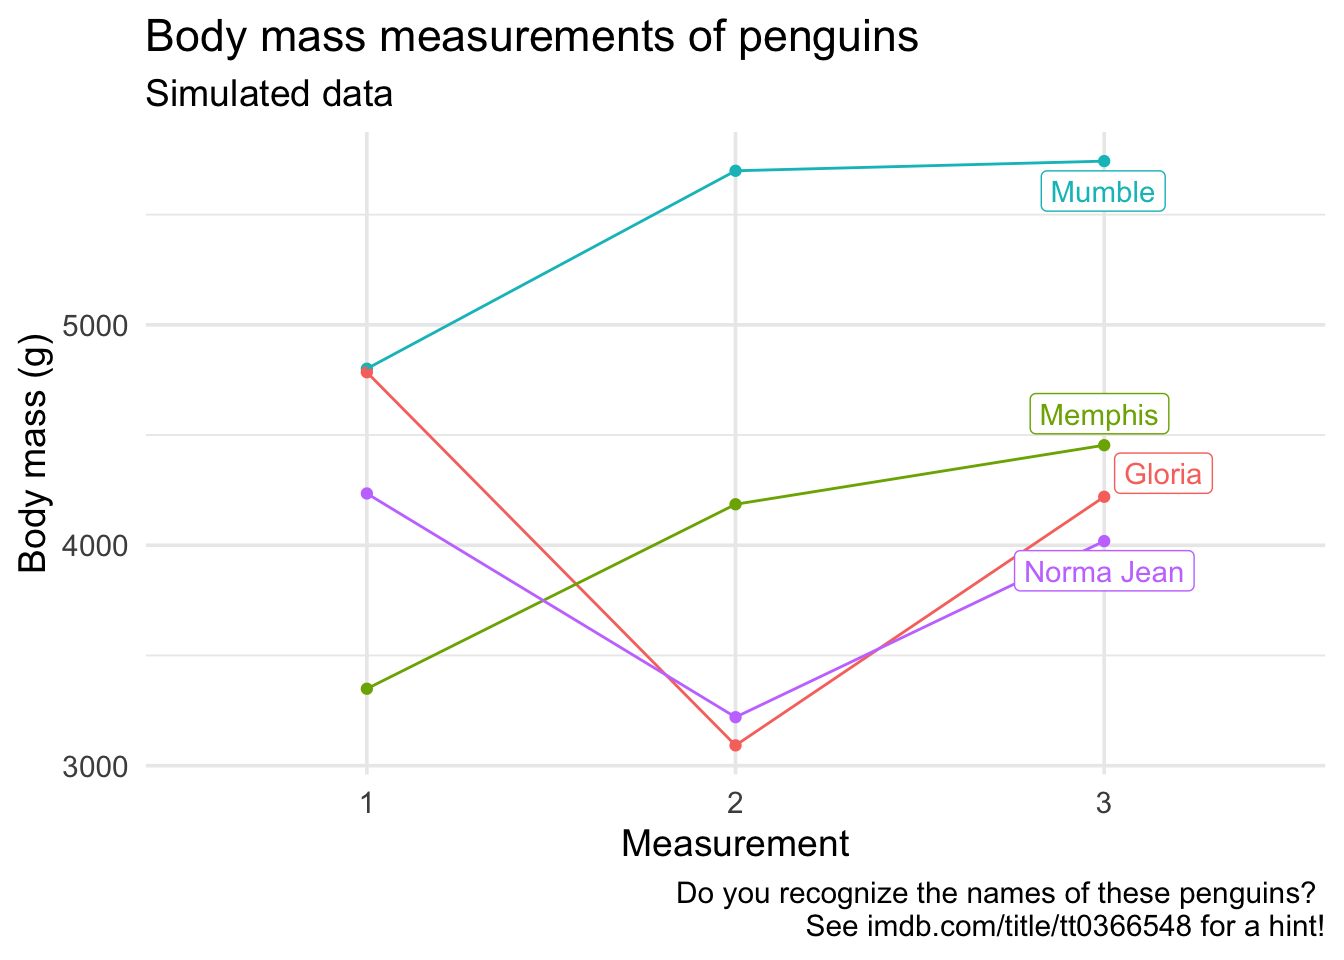 Body mass measurements of penguins
Simulated data
Body mass (g)
5000
4000
3000
Mumble
Memphis
Gloria
Norma Jean
1 2 3
Measurement
Do you recognize the names of these penguins?
See imdb.com/title/tt0366548 for a hint!